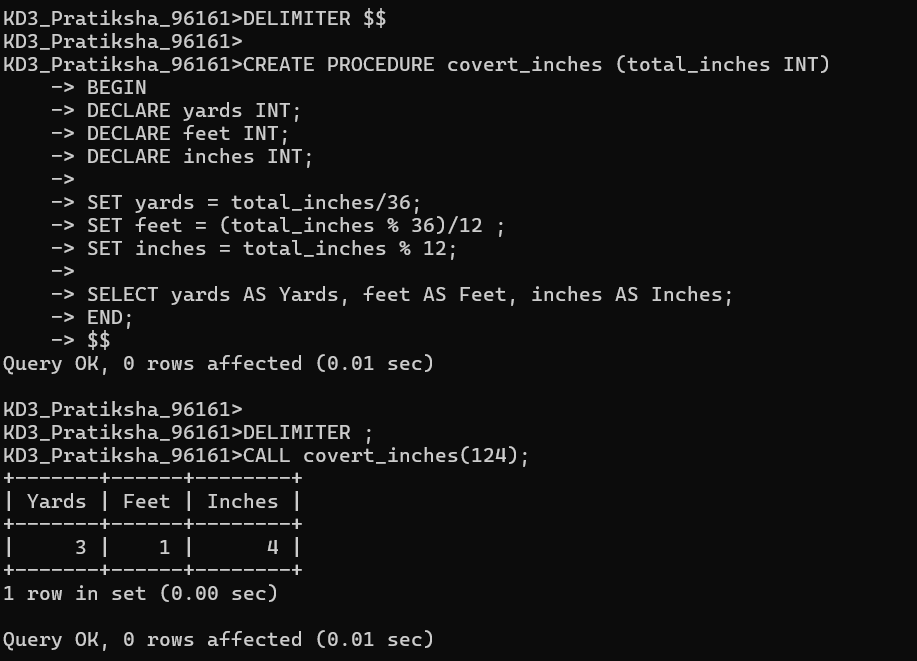 KD3_Pratiksha_96161>DELIMITER $$
KD3_Pratiksha_96161>
KD3_Pratiksha_96161>CREATE PROCEDURE covert_inches (total_inches INT)
    -> BEGIN
    -> DECLARE yards INT;
    -> DECLARE feet INT;
    -> DECLARE inches INT;
    ->
    -> SET yards = total_inches/36;
    -> SET feet = (total_inches % 36)/12 ;
    -> SET inches = total_inches % 12;
    ->
    -> SELECT yards AS Yards, feet AS Feet, inches AS Inches;
    -> END;
    -> $$
Query OK, 0 rows affected (0.01 sec)

KD3_Pratiksha_96161>
KD3_Pratiksha_96161>DELIMITER ;
KD3_Pratiksha_96161>CALL covert_inches(124);
+-------+------+--------+
| Yards | Feet | Inches |
+-------+------+--------+
|     3 |    1 |      4 |
+-------+------+--------+
1 row in set (0.00 sec)

Query OK, 0 rows affected (0.01 sec)